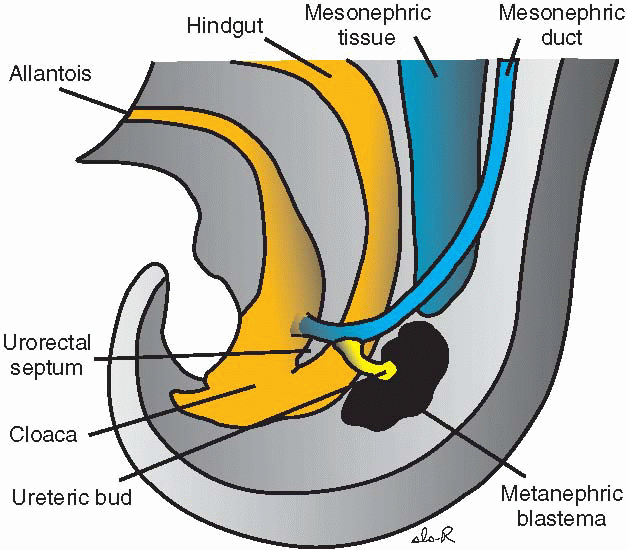 Hindgut
Mesonephric
tissue
Mesonephric
duct
Allantois
Urorectal
septum
Cloaca
Ureteric bud
Metanephric
blastema
sls-R